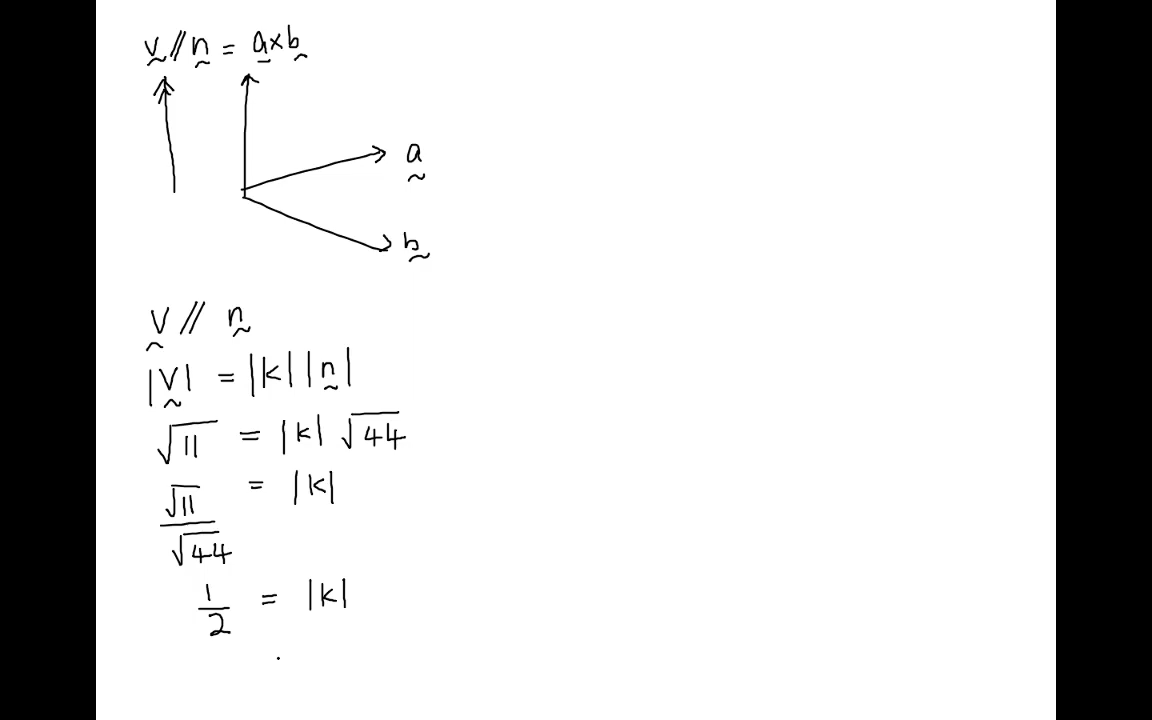 v // n = a×b
a
b
v // n
|v| = |k| |n|
√11 = |k| √44
√11/√44 = |k|
1/2 = |k|